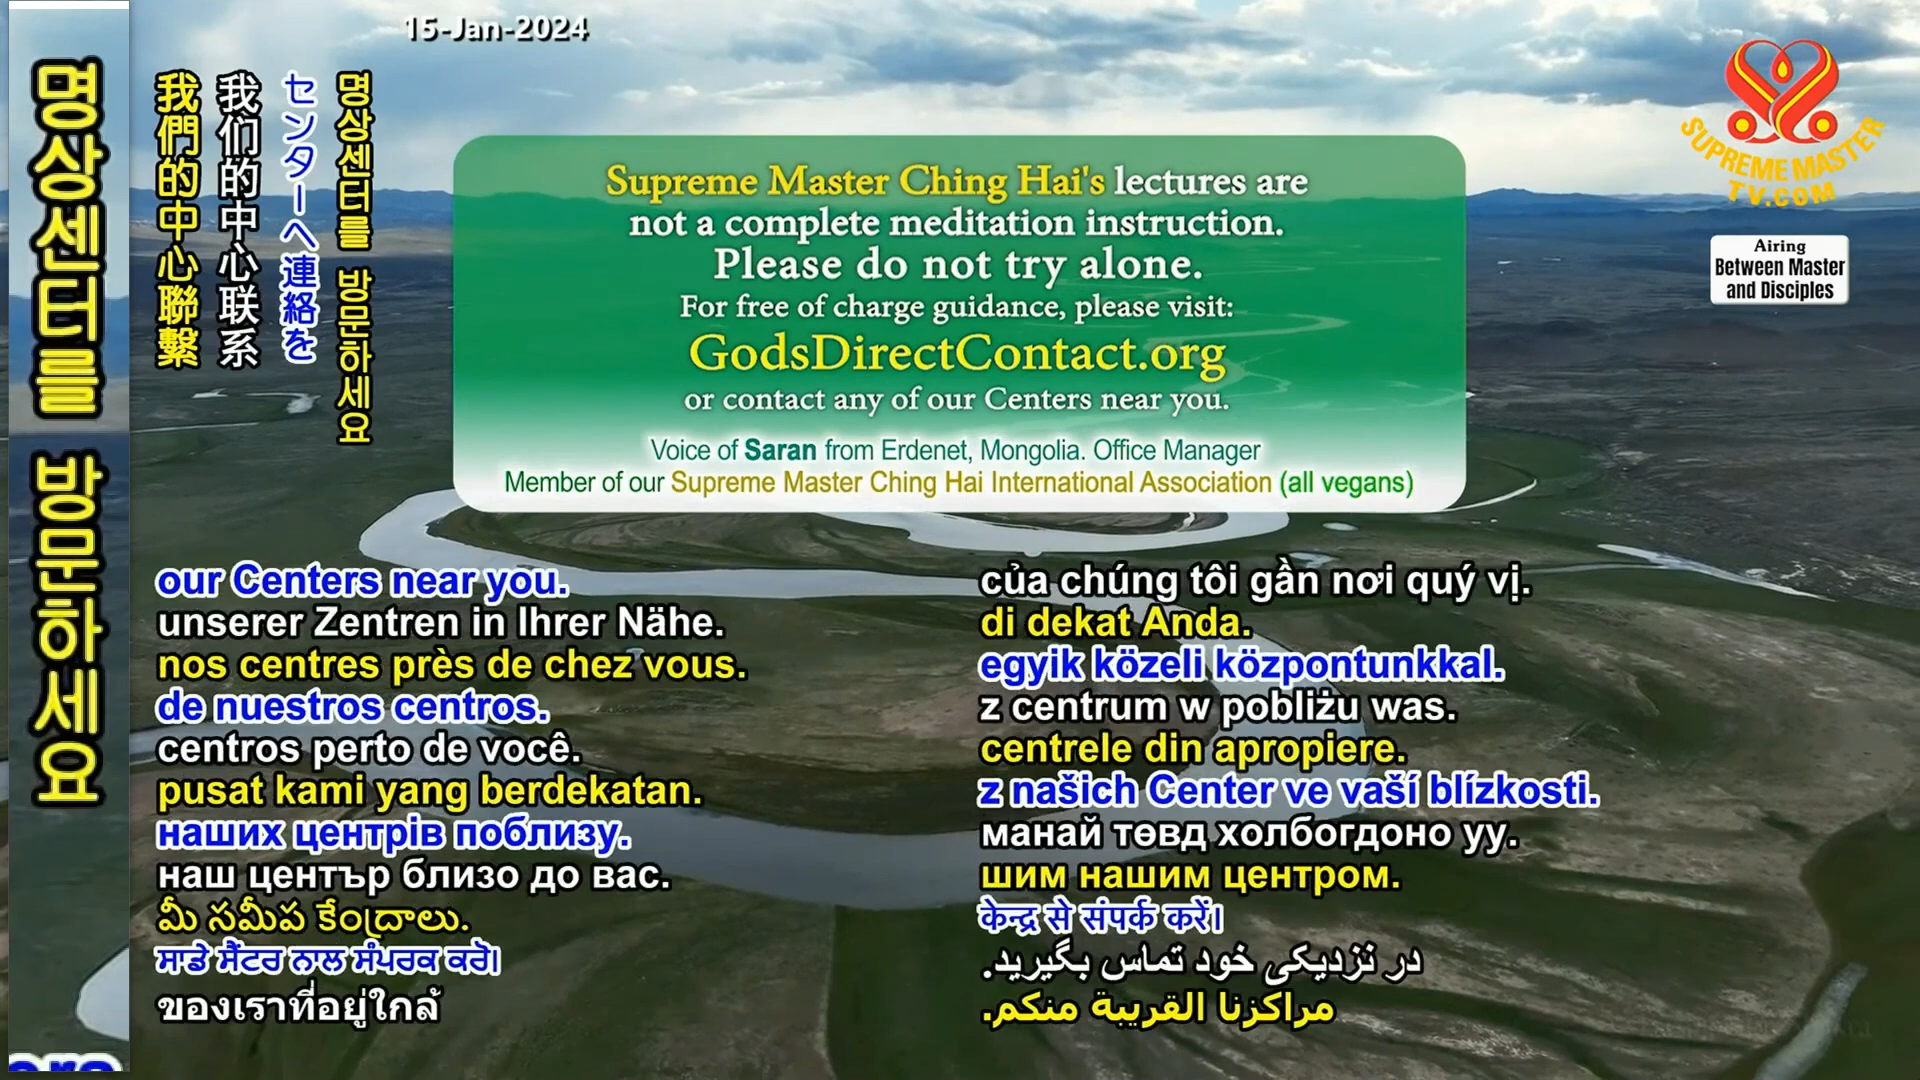 15-Jan-2024
명상센터를 방문하세요
我們的中心聯繫
我们的中心联系
センターへ連絡を
명상센터를 방문하세요
Supreme Master Ching Hai's lectures are
not a complete meditation instruction.
Please do not try alone.
For free of charge guidance, please visit:
GodsDirectContact.org
or contact any of our Centers near you.
Voice of Saran from Erdenet, Mongolia. Office Manager
Member of our Supreme Master Ching Hai International Association (all vegans)
SUPREME MASTER
TV.COM
Airing
Between Master
and Disciples
our Centers near you.
unserer Zentren in Ihrer Nähe.
nos centres près de chez vous.
de nuestros centros.
centros perto de você.
pusat kami yang berdekatan.
наших центрів поблизу.
наш център близо до вас.
మీ సమీప కేంద్రాలు.
ਸਾਡੇ ਸੈਂਟਰ ਨਾਲ ਸੰਪਰਕ ਕਰੋ।
ของเราที่อยู่ใกล้
của chúng tôi gần nơi quý vị.
di dekat Anda.
egyik közeli központunkkal.
z centrum w pobliżu was.
centrele din apropiere.
z našich Center ve vaší blízkosti.
манай төвд холбогдоно уу.
шим нашим центром.
केन्द्र से संपर्क करें।
در نزدیکی خود تماس بگیرید.
مراكزنا القريبة منكم.